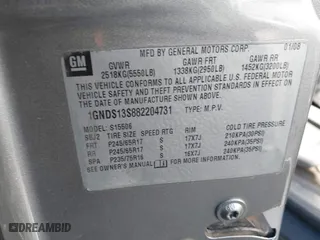 GM
MFD BY GENERAL MOTORS CORP. 01/08
GVWR GAWR FRT GAWR RR
2518KG(5550LB) 1338KG(2950LB) 1452KG(3200LB)
THIS VEHICLE CONFORMS TO ALL APPLICABLE U.S. FEDERAL MOTOR
VEHICLE SAFETY AND THEFT PREVENTION STANDARDS IN EFFECT ON
THE DATE OF MANUFACTURE SHOWN ABOVE.
1GNDS13S882204731 TYPE: M.P.V.
S15506
TIRE SIZE SPEED RTG RIM COLD TIRE PRESSURE
FRT P245/65R17 S 17X7J 210KPA(30PSI)
RR P245/65R17 S 17X7J 240KPA(35PSI)
SPA P235/75R16 S 16X7J 240KPA(35PSI)
SEE OWNER'S MANUAL